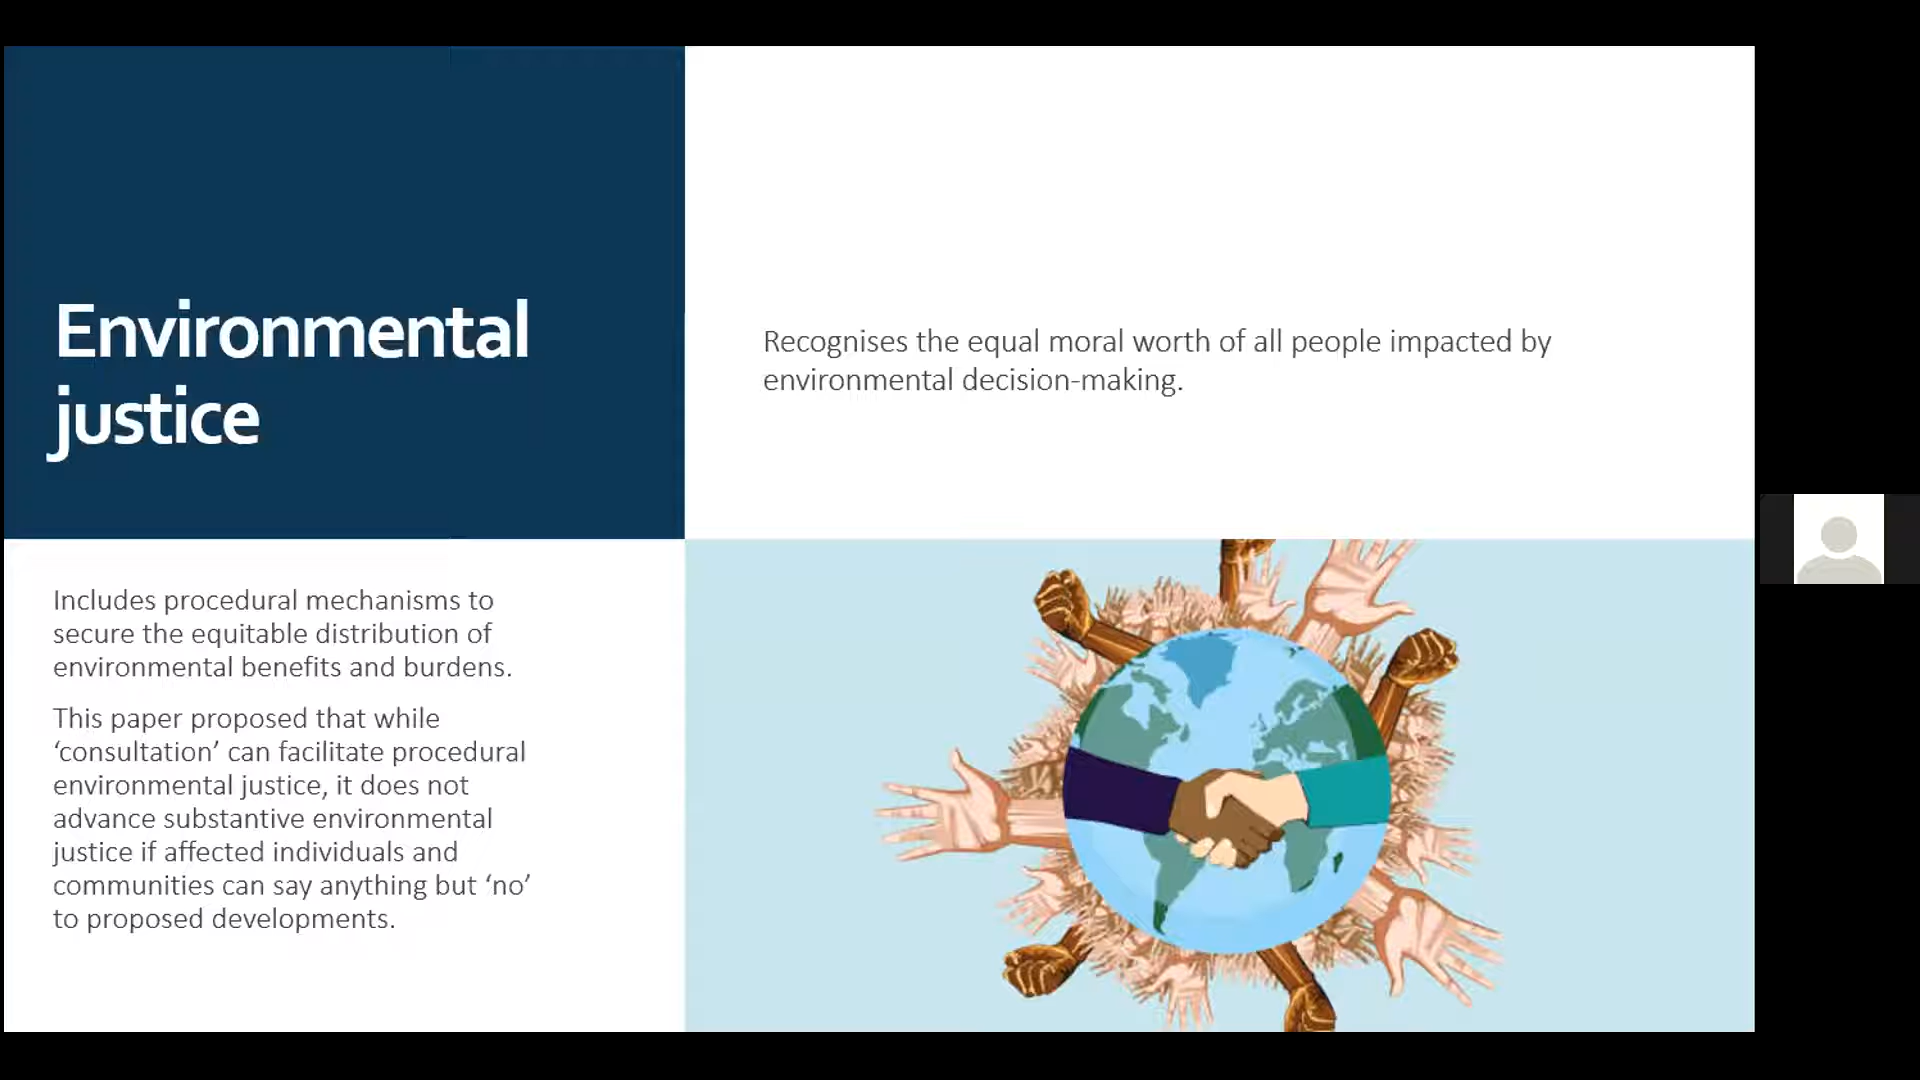 Environmental
justice
Recognises the equal moral worth of all people impacted by
environmental decision-making.
Includes procedural mechanisms to
secure the equitable distribution of
environmental benefits and burdens.
This paper proposed that while
‘consultation’ can facilitate procedural
environmental justice, it does not
advance substantive environmental
justice if affected individuals and
communities can say anything but ‘no’
to proposed developments.